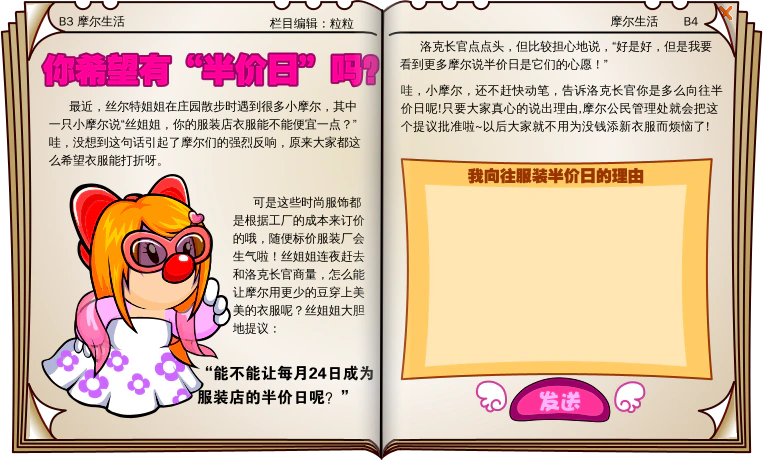 B3 摩尔生活
栏目编辑：粒粒
你希望有“半价日”吗?
最近，丝尔特姐姐在庄园散步时遇到很多小摩尔，其中
一只小摩尔说“丝姐姐，你的服装店衣服能不能便宜一点？”
哇，没想到这句话引起了摩尔们的强烈反响，原来大家都这
么希望衣服能打折呀。
可是这些时尚服饰都
是根据工厂的成本来订价
的哦，随便标价服装厂会
生气啦！丝姐姐连夜赶去
和洛克长官商量，怎么能
让摩尔用更少的豆穿上美
美的衣服呢？丝姐姐大胆
地提议：
“能不能让每月24日成为
服装店的半价日呢？”
摩尔生活 B4
洛克长官点点头，但比较担心地说，“好是好，但是我要
看到更多摩尔说半价日是它们的心愿！”
哇，小摩尔，还不赶快动笔，告诉洛克长官你是多么向往半
价日呢!只要大家真心的说出理由,摩尔公民管理处就会把这
个提议批准啦~以后大家就不用为没钱添新衣服而烦恼了!
我向往服装半价日的理由
发送